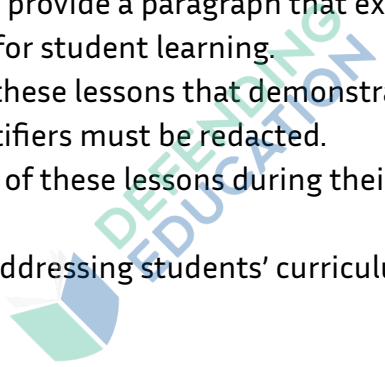 provide a paragraph that ex
for student learning.
these lessons that demonstra
tifiers must be redacted.
of these lessons during thei
ddressing students' curriculu
DEFENDING
EDUCATION